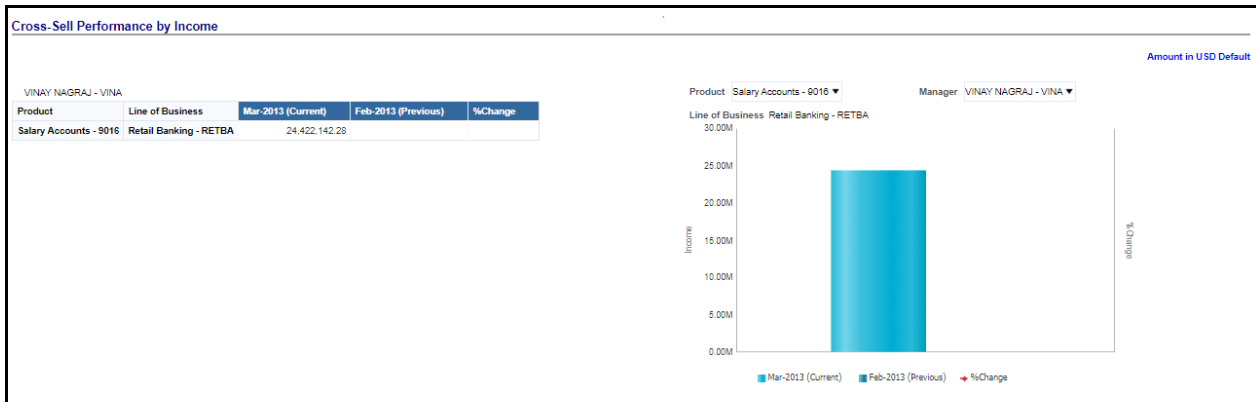 Cross-Sell Performance by Income
Amount in USD Default
VINAY NAGRAJ - VINA
Product Line of Business Mar-2013 (Current) Feb-2013 (Previous) %Change
Salary Accounts - 9016 Retail Banking - RETBA 24,422,142.28
Product Salary Accounts - 9016 Manager VINAY NAGRAJ - VINA
Line of Business Retail Banking - RETBA
30.00M
25.00M
20.00M
15.00M
10.00M
5.00M
0.00M
Income
%Change
Mar-2013 (Current) Feb-2013 (Previous) %Change